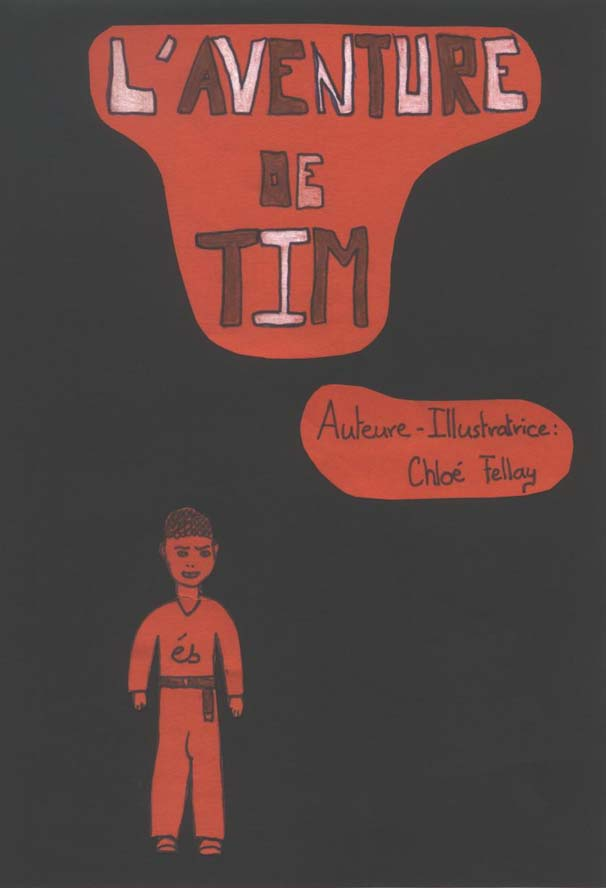 L'AVENTURE
DE
TIM
Auteure - Illustratrice :
Chloé Fellay
éb